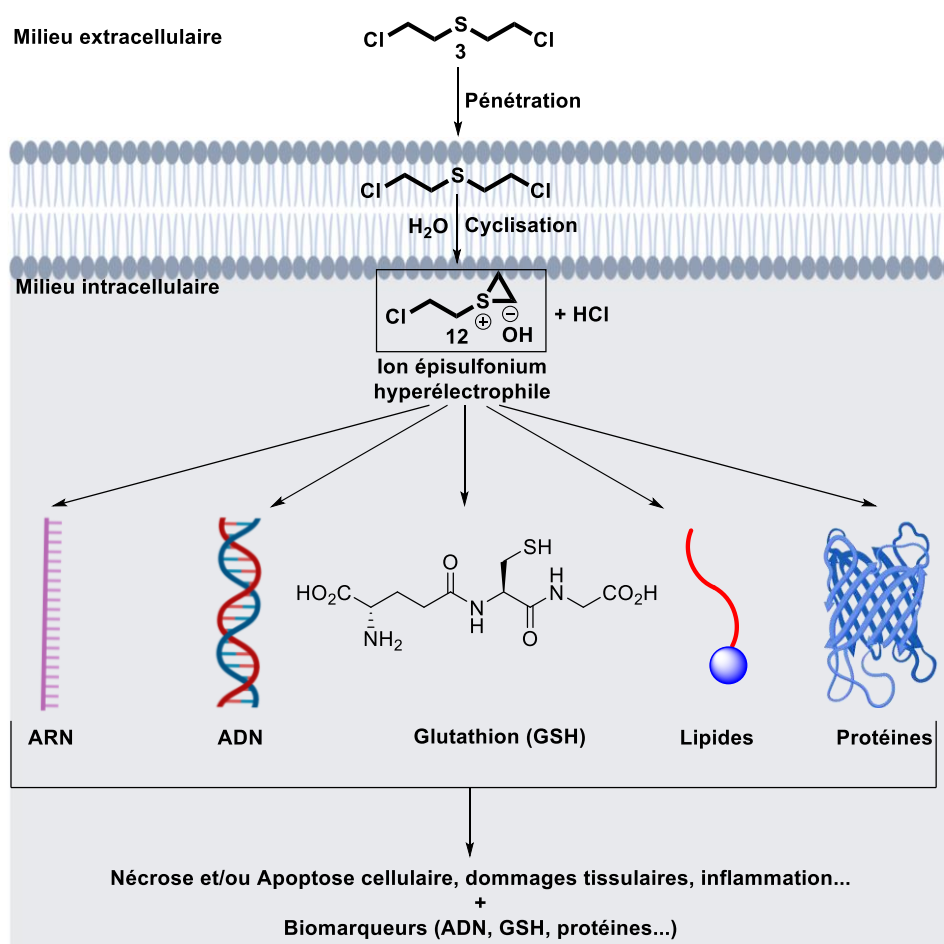 Milieu extracellulaire
Cl S Cl
3
Pénétration
Cl S Cl
H₂O Cyclisation
Milieu intracellulaire
Cl S ⊕ ⊖ + HCl
12 OH
Ion épisulfonium
hyperélectrophile
SH
O H
HO₂C N CO₂H
N
H
NH₂ O
ARN ADN Glutathion (GSH) Lipides Protéines
Nécrose et/ou Apoptose cellulaire, dommages tissulaires, inflammation...
+
Biomarqueurs (ADN, GSH, protéines...)